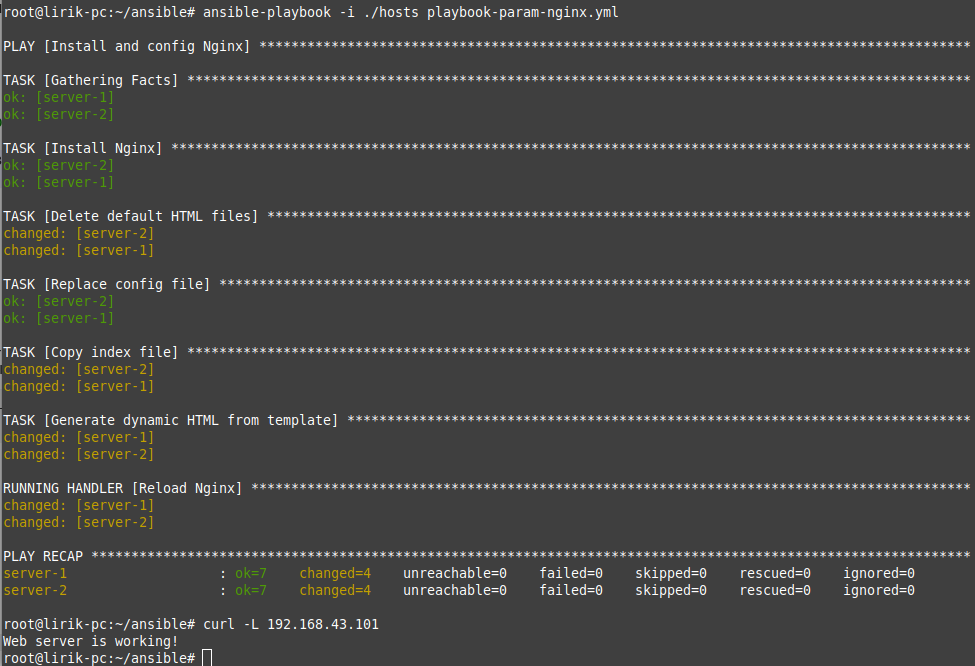 root@lirik-pc:~/ansible# ansible-playbook -i ./hosts playbook-param-nginx.yml
PLAY [Install and config Nginx] *****************************************************************************************
TASK [Gathering Facts] **************************************************************************************************
ok: [server-1]
ok: [server-2]
TASK [Install Nginx] ****************************************************************************************************
ok: [server-2]
ok: [server-1]
TASK [Delete default HTML files] ****************************************************************************************
changed: [server-2]
changed: [server-1]
TASK [Replace config file] **********************************************************************************************
ok: [server-2]
ok: [server-1]
TASK [Copy index file] **************************************************************************************************
changed: [server-2]
changed: [server-1]
TASK [Generate dynamic HTML from template] ******************************************************************************
changed: [server-1]
changed: [server-2]
RUNNING HANDLER [Reload Nginx] ******************************************************************************************
changed: [server-1]
changed: [server-2]
PLAY RECAP **************************************************************************************************************
server-1                   : ok=7    changed=4    unreachable=0    failed=0    skipped=0    rescued=0    ignored=0
server-2                   : ok=7    changed=4    unreachable=0    failed=0    skipped=0    rescued=0    ignored=0
root@lirik-pc:~/ansible# curl -L 192.168.43.101
Web server is working!
root@lirik-pc:~/ansible#